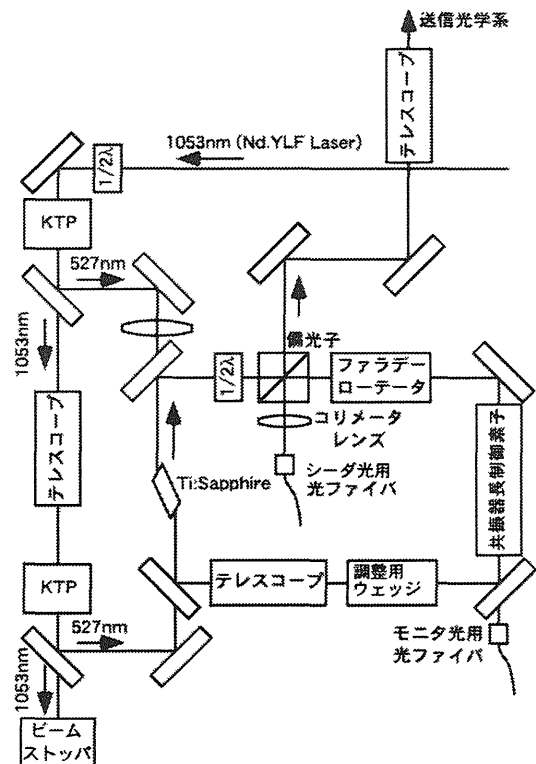 送信光学系
テレスコープ
1053nm (Nd.YLF Laser)
1/2λ
KTP
527nm
1053nm
偏光子
1/2λ
ファラデー
ローテータ
コリメータ
レンズ
シーダ光用
光ファイバ
共振器長制御素子
テレスコープ
Ti:Sapphire
テレスコープ
調整用
ウェッジ
KTP
527nm
モニタ光用
光ファイバ
1053nm
ビーム
ストッパ